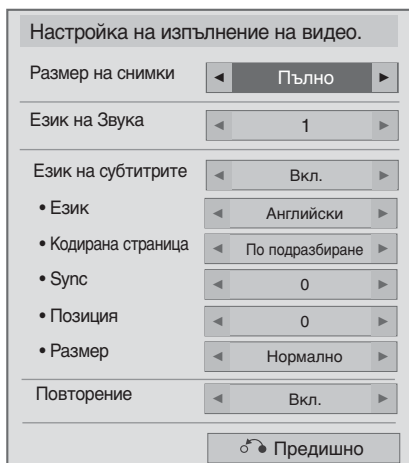 Настройка на изпълнение на видео.
Размер на снимки ◄ Пълно ►
Език на Звука ◄ 1 ►
Език на субтитрите ◄ Вкл. ►
• Език ◄ Английски ►
• Кодирана страница ◄ По подразбиране ►
• Sync ◄ 0 ►
• Позиция ◄ 0 ►
• Размер ◄ Нормално ►
Повторение ◄ Вкл. ►
Предишно